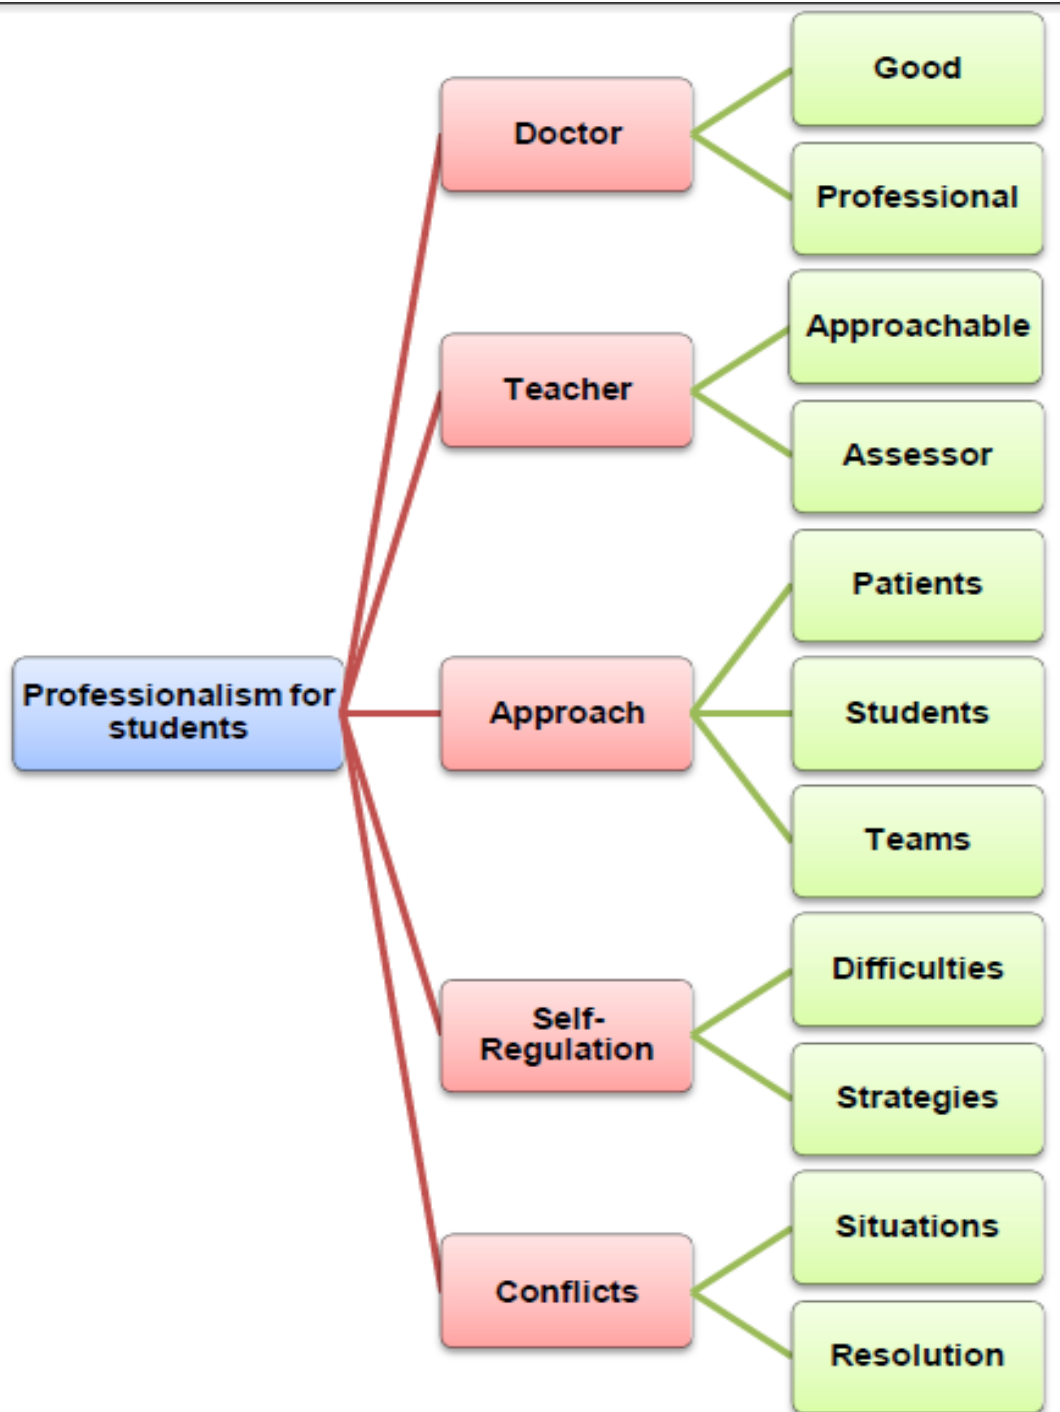 Professionalism for
students
Doctor
Good
Professional
Teacher
Approachable
Assessor
Approach
Patients
Students
Teams
Self-
Regulation
Difficulties
Strategies
Conflicts
Situations
Resolution